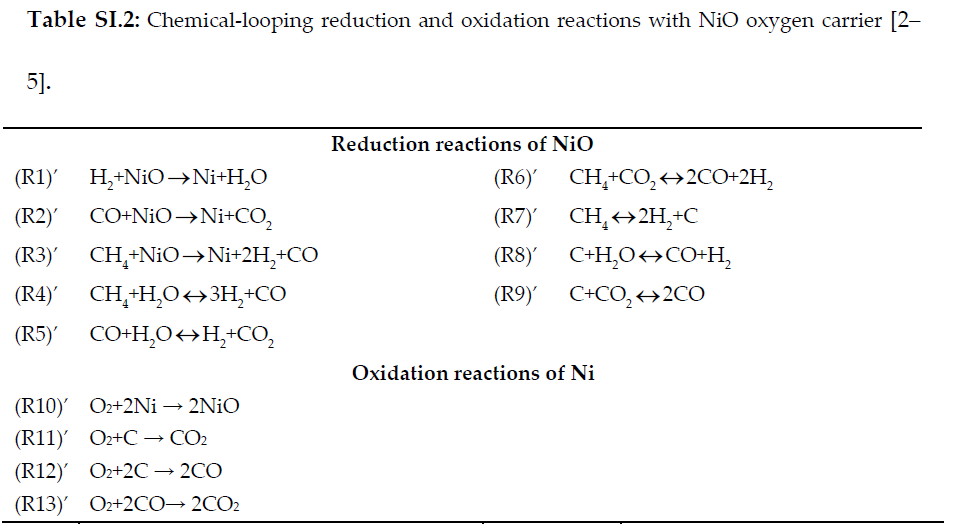 Table SI.2: Chemical-looping reduction and oxidation reactions with NiO oxygen carrier [2–
5].
Reduction reactions of NiO
(R1)′ H₂+NiO→Ni+H₂O (R6)′ CH₄+CO₂↔2CO+2H₂
(R2)′ CO+NiO→Ni+CO₂ (R7)′ CH₄↔2H₂+C
(R3)′ CH₄+NiO→Ni+2H₂+CO (R8)′ C+H₂O↔CO+H₂
(R4)′ CH₄+H₂O↔3H₂+CO (R9)′ C+CO₂↔2CO
(R5)′ CO+H₂O↔H₂+CO₂
Oxidation reactions of Ni
(R10)′ O₂+2Ni → 2NiO
(R11)′ O₂+C → CO₂
(R12)′ O₂+2C → 2CO
(R13)′ O₂+2CO→ 2CO₂